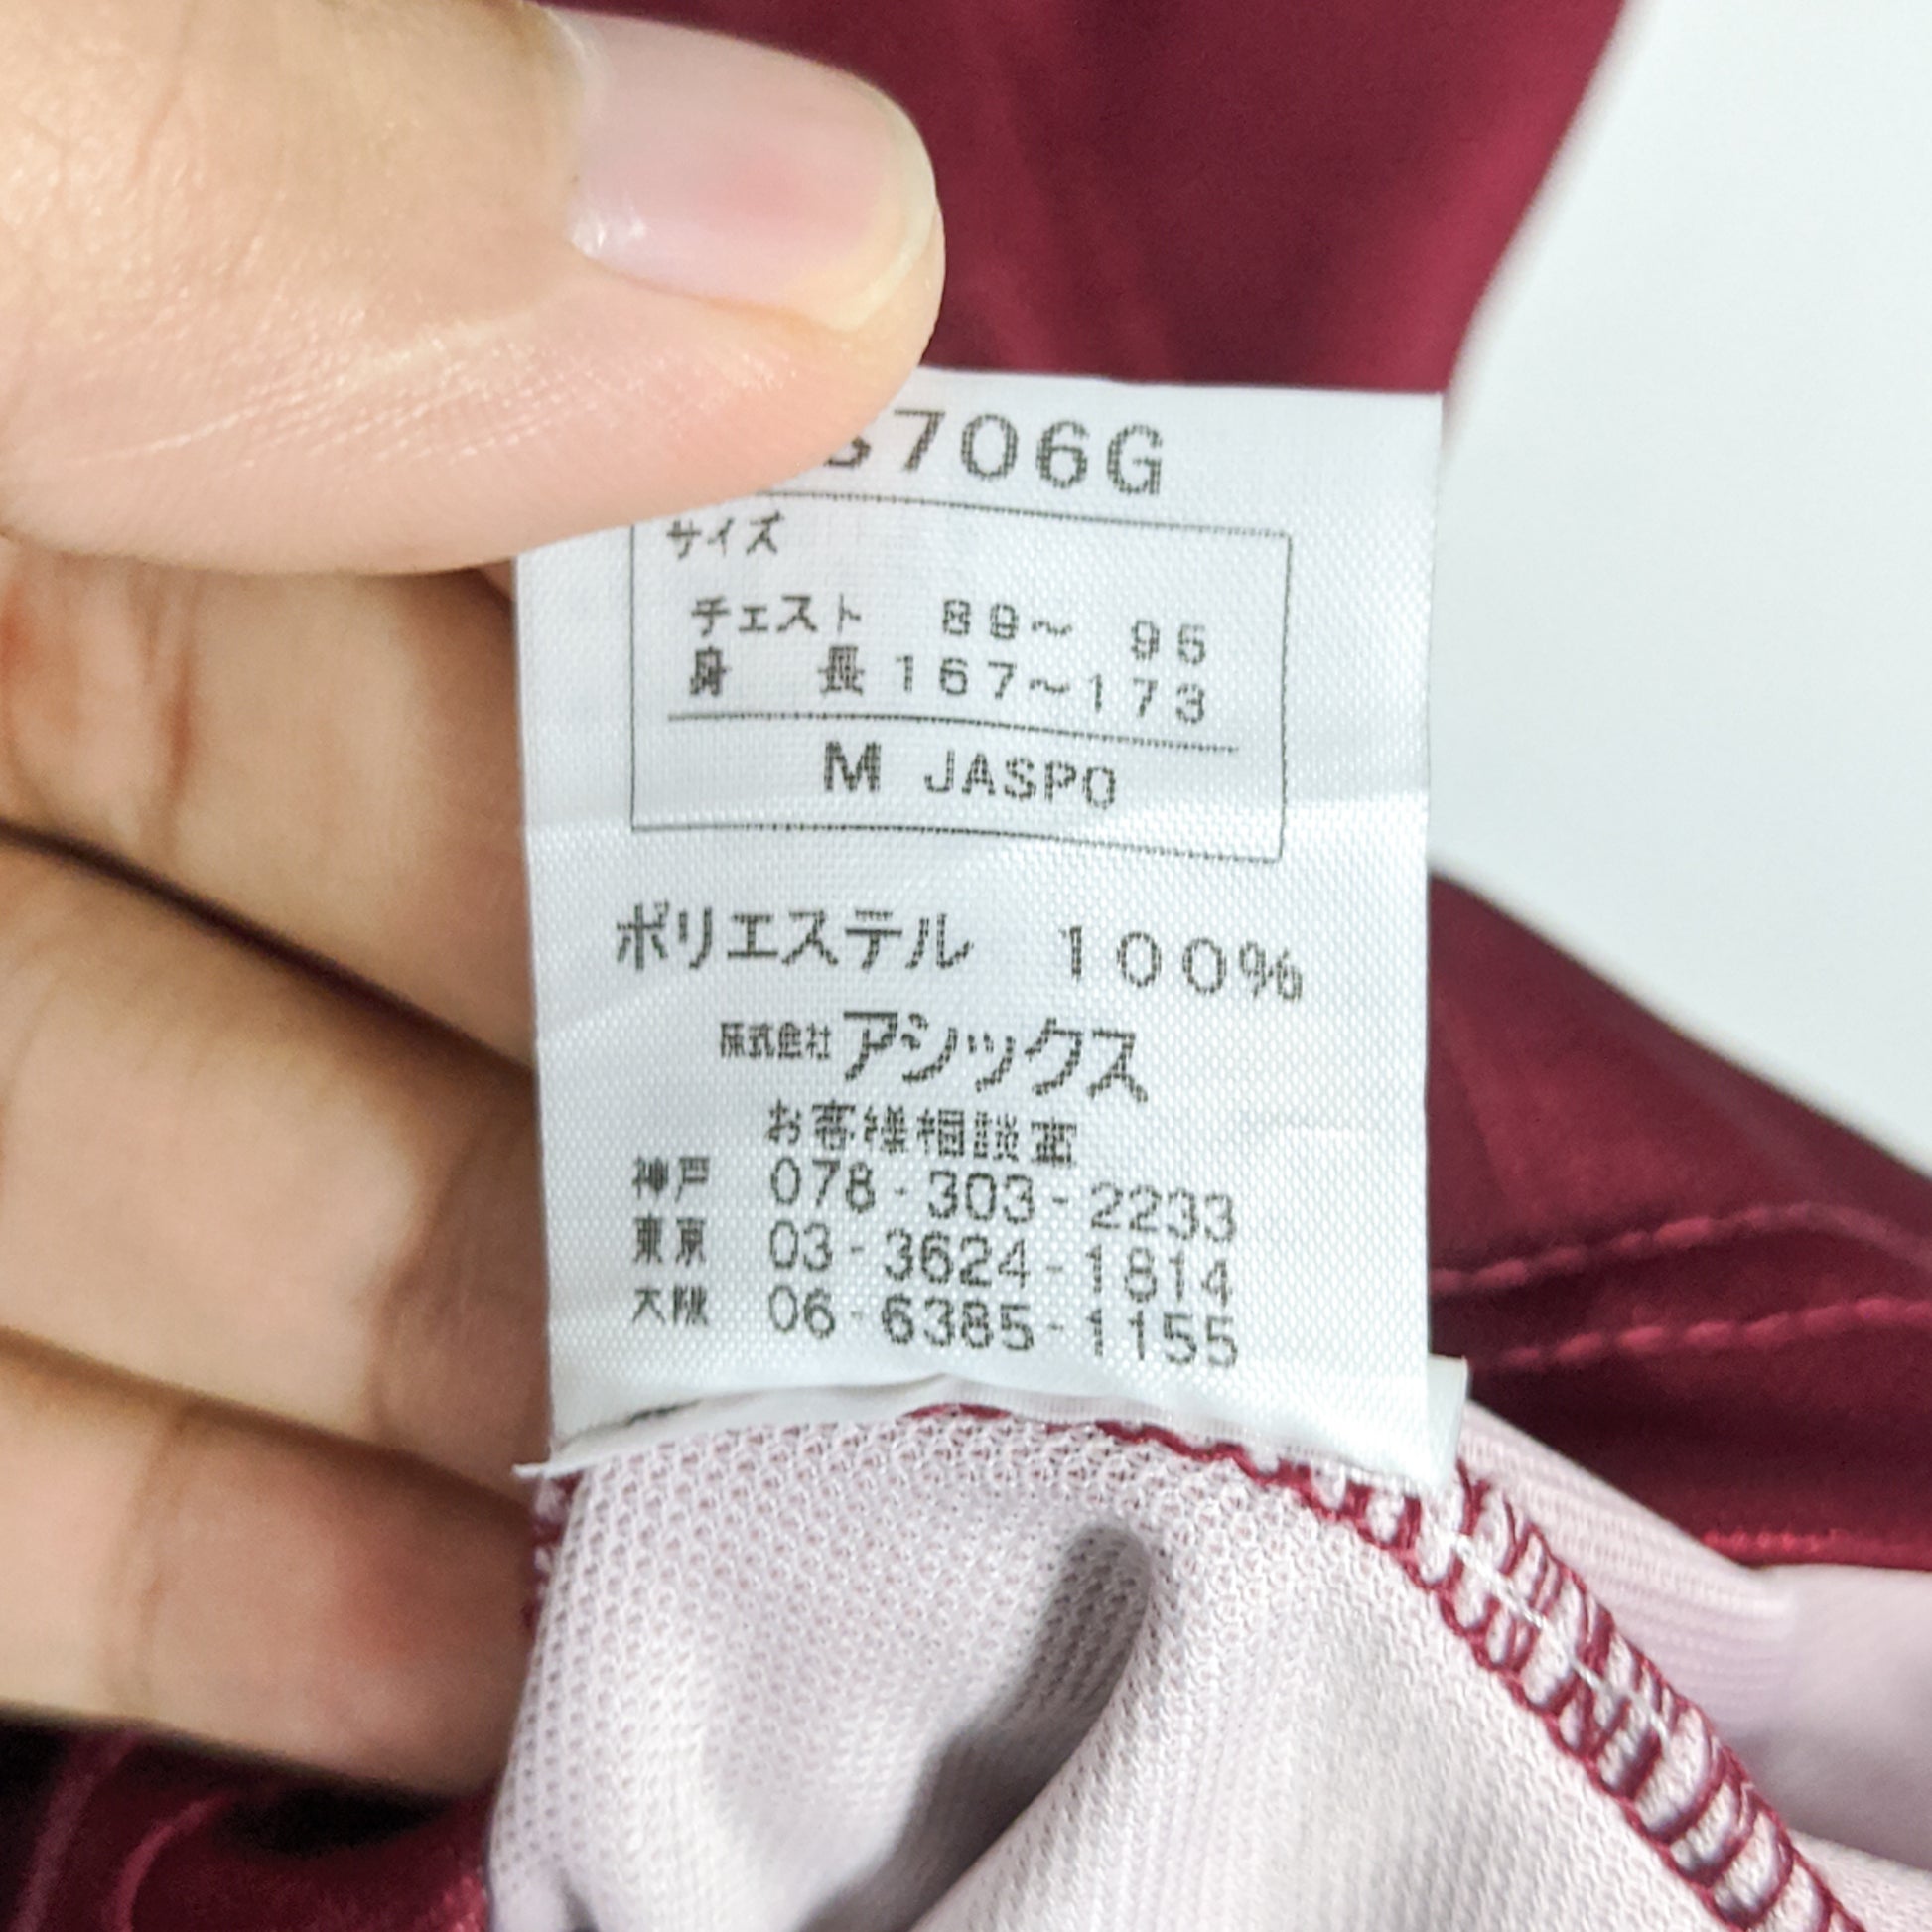 706G
サイズ
チェスト 89～ 95
身 長 167～173
M JASPO
ポリエステル 100%
株式会社アシックス
お客様相談室
神戸 078-303-2233
東京 03-3624-1814
大阪 06-6385-1155